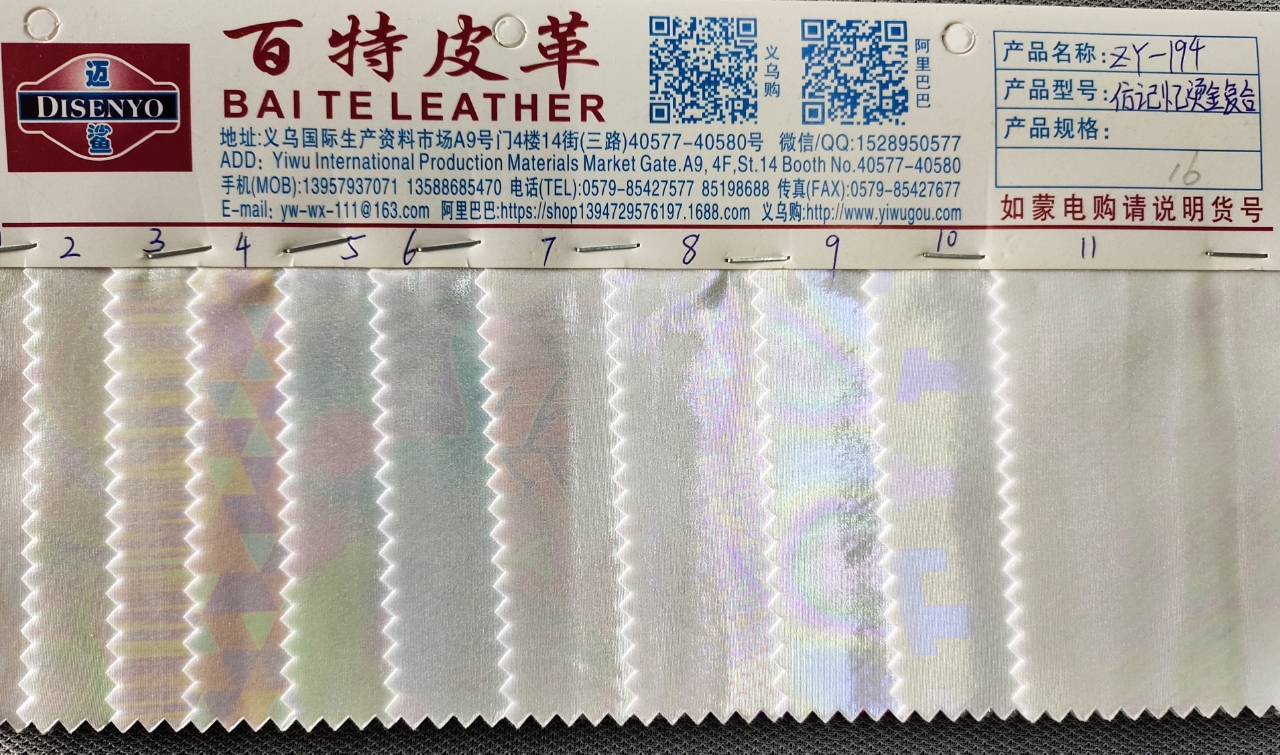 迈
DISENYO
鲨
百特皮革
BAI TE LEATHER
义乌购
阿里巴巴
地址:义乌国际生产资料市场A9号门4楼14街(三路)40577-40580号 微信/QQ:1528950577
ADD: Yiwu International Production Materials Market Gate.A9, 4F,St.14 Booth No.40577-40580
手机(MOB):13957937071 13588685470 电话(TEL):0579-85427577 85198688 传真(FAX):0579-85427677
E-mail: yw-wx-111@163.com 阿里巴巴:https://shop1394729576197.1688.com 义乌购:http://www.yiwugou.com
产品名称:ZY-194
产品型号:仿记忆烫金复合
产品规格:
16
如蒙电购请说明货号
2 3 4 5 6 7 8 9 10 11